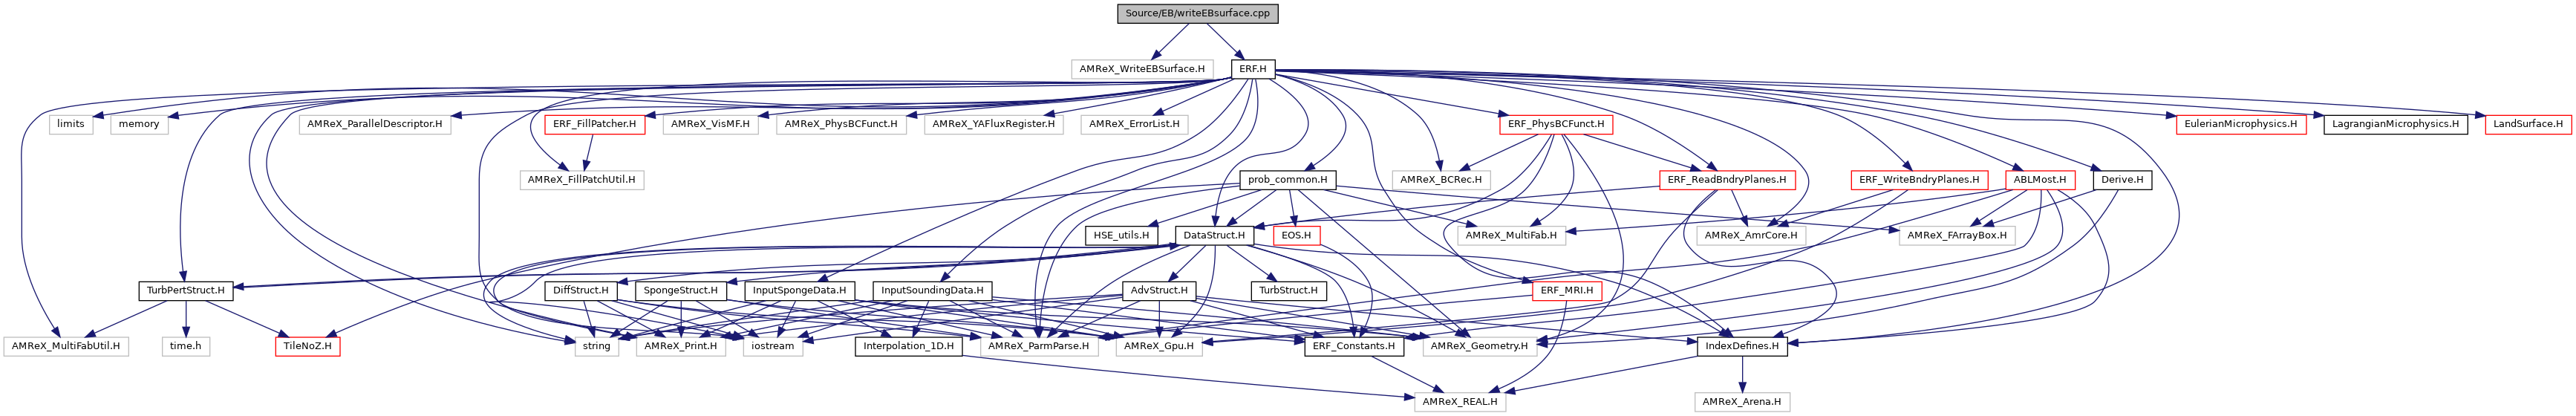 Source/EB/writeEBsurface.cpp
AMReX_WriteEBSurface.H
ERF.H
limits
memory
AMReX_ParallelDescriptor.H
ERF_FillPatcher.H
AMReX_VisMF.H
AMReX_PhysBCFunct.H
AMReX_YAFluxRegister.H
AMReX_ErrorList.H
ERF_PhysBCFunct.H
EulerianMicrophysics.H
LagrangianMicrophysics.H
LandSurface.H
AMReX_FillPatchUtil.H
prob_common.H
AMReX_BCRec.H
ERF_ReadBndryPlanes.H
ERF_WriteBndryPlanes.H
ABLMost.H
Derive.H
HSE_utils.H
DataStruct.H
EOS.H
AMReX_MultiFab.H
AMReX_AmrCore.H
AMReX_FArrayBox.H
TurbPertStruct.H
DiffStruct.H
SpongeStruct.H
InputSpongeData.H
InputSoundingData.H
AdvStruct.H
TurbStruct.H
ERF_MRI.H
AMReX_MultiFabUtil.H
time.h
TileNoZ.H
string
AMReX_Print.H
iostream
Interpolation_1D.H
AMReX_ParmParse.H
AMReX_Gpu.H
ERF_Constants.H
AMReX_Geometry.H
IndexDefines.H
AMReX_REAL.H
AMReX_Arena.H